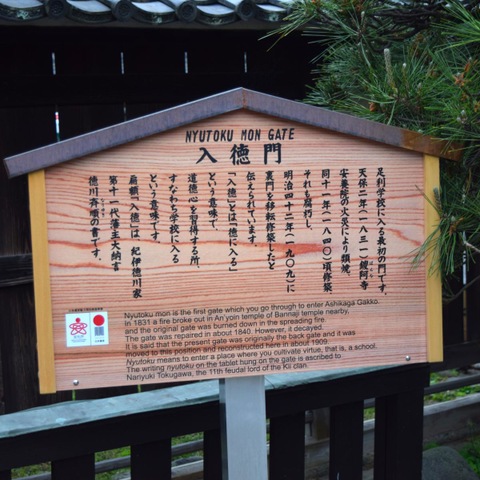 NYUTOKU MON GATE
入徳門
足利学校に入る最初の門です。
天保二年(一八三一)鑁阿寺
安養院の火災により類焼、
同十一年(一八四〇)頃修築、
それも腐朽し、
明治四十二年(一九〇九)に
裏門を移転修築したと
伝えられています。
「入徳」とは「徳に入る」
という意味で、
道徳心を習得する所、
すなわち学校に入る
という意味です。
扁額「入徳」は 紀伊徳川家
第十一代藩主大納言
徳川斉順の書です。
Nyutoku mon is the first gate which you go through to enter Ashikaga Gakko.
In 1831 a fire broke out in An'yoin temple of Bannaji temple nearby,
and the original gate was burned down in the spreading fire.
The gate was repaired in about 1840. However, it decayed.
It is said that the present gate was originally the back gate and it was
moved to this position and reconstructed here in about 1909.
Nyutoku means to enter a place where you cultivate virtue, that is, a school.
The writing nyutoku on the tablet bung on the gate is ascribed to
Nariyuki Tokugawa, the 11th feudal lord of the Kii clan.